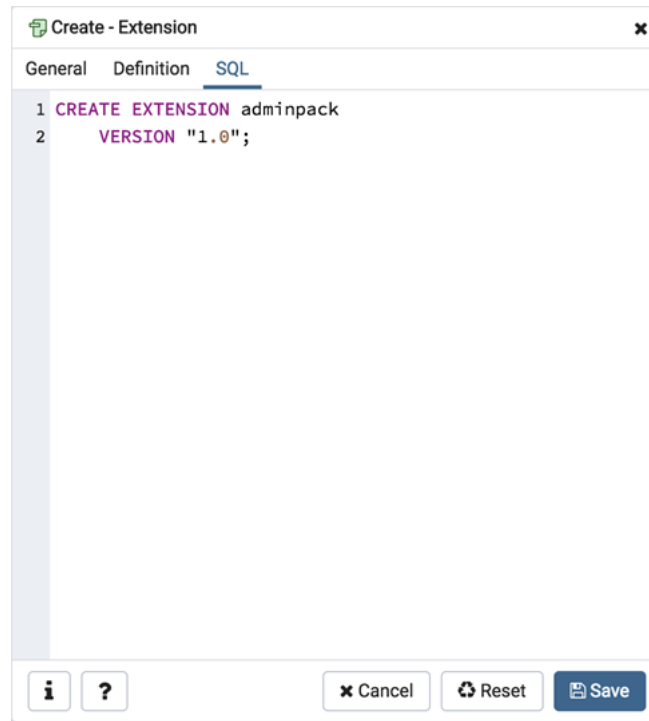 Create - Extension
General Definition SQL
1 CREATE EXTENSION adminpack
2 VERSION "1.0";
i ? Cancel Reset Save